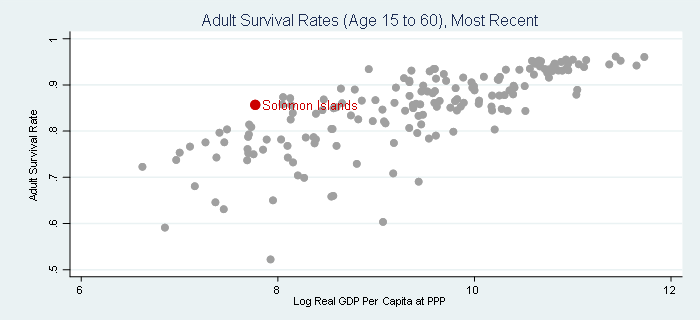 Adult Survival Rates (Age 15 to 60), Most Recent
1
.9
.8
.7
.6
.5
Adult Survival Rate
Solomon Islands
6
8
10
12
Log Real GDP Per Capita at PPP